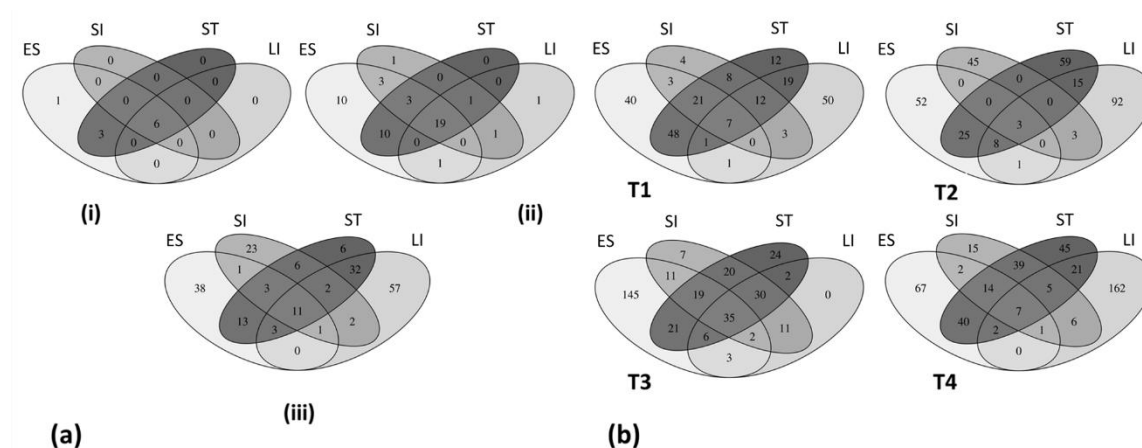 SI ST SI ST SI ST SI ST
ES LI ES LI ES LI ES LI
0 0 1 0 4 12 45 59
0 0 0 3 0 0 3 8 19 0 0 15
1 0 0 0 10 3 1 1 40 21 12 50 52 0 0 92
6 19 7 3
3 0 0 0 10 0 0 1 48 1 0 3 25 8 0 3
0 1 1 1
(i) (ii) T1 T2
SI ST SI ST SI ST
ES LI ES LI ES LI
23 6 7 24 15 45
1 6 32 11 20 2 2 39 21
38 3 2 57 145 19 30 0 67 14 5 162
11 35 7
13 3 1 2 21 6 2 11 40 2 1 6
0 3 0
T3 T4
(iii)
(a) (b)